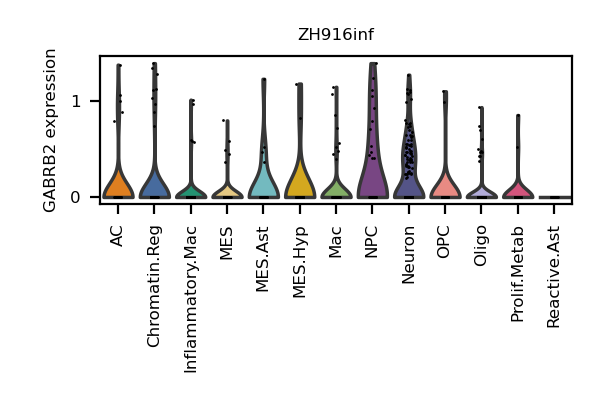 ZH916inf
GABRB2 expression
1
0
AC
Chromatin.Reg
Inflammatory.Mac
MES
MES.Ast
MES.Hyp
Mac
NPC
Neuron
OPC
Oligo
Prolif.Metab
Reactive.Ast